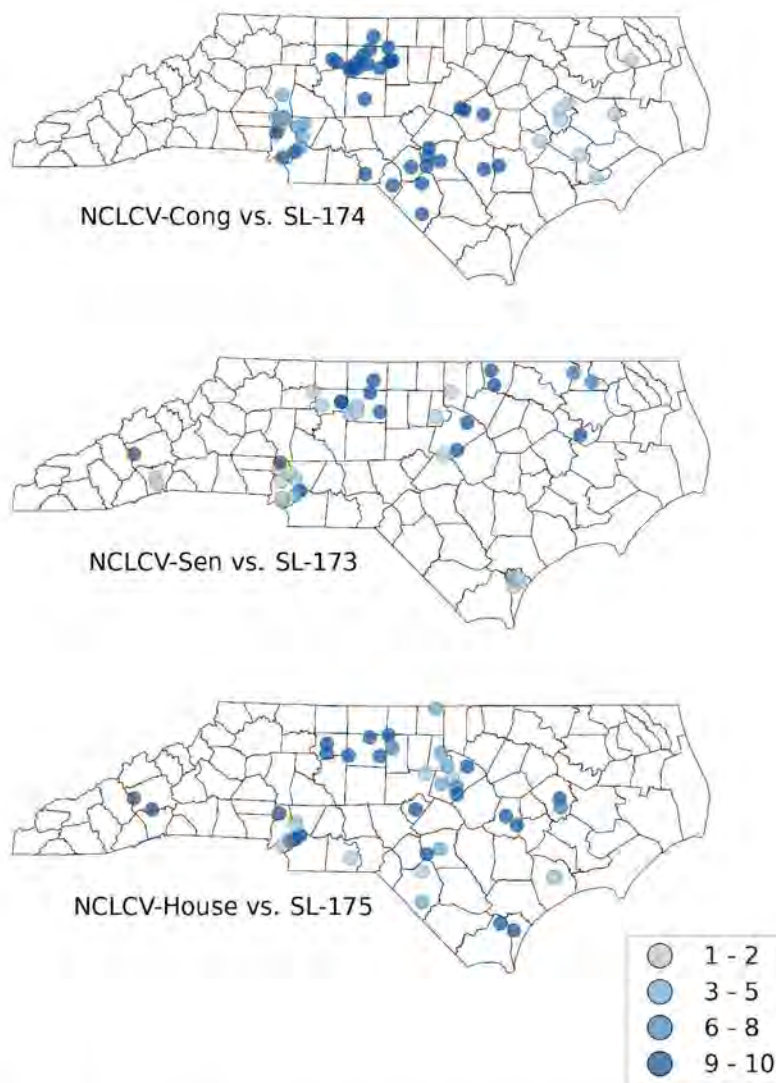 NCLCV-Cong vs. SL-174
NCLCV-Sen vs. SL-173
NCLCV-House vs. SL-175
1 - 2
3 - 5
6 - 8
9 - 10